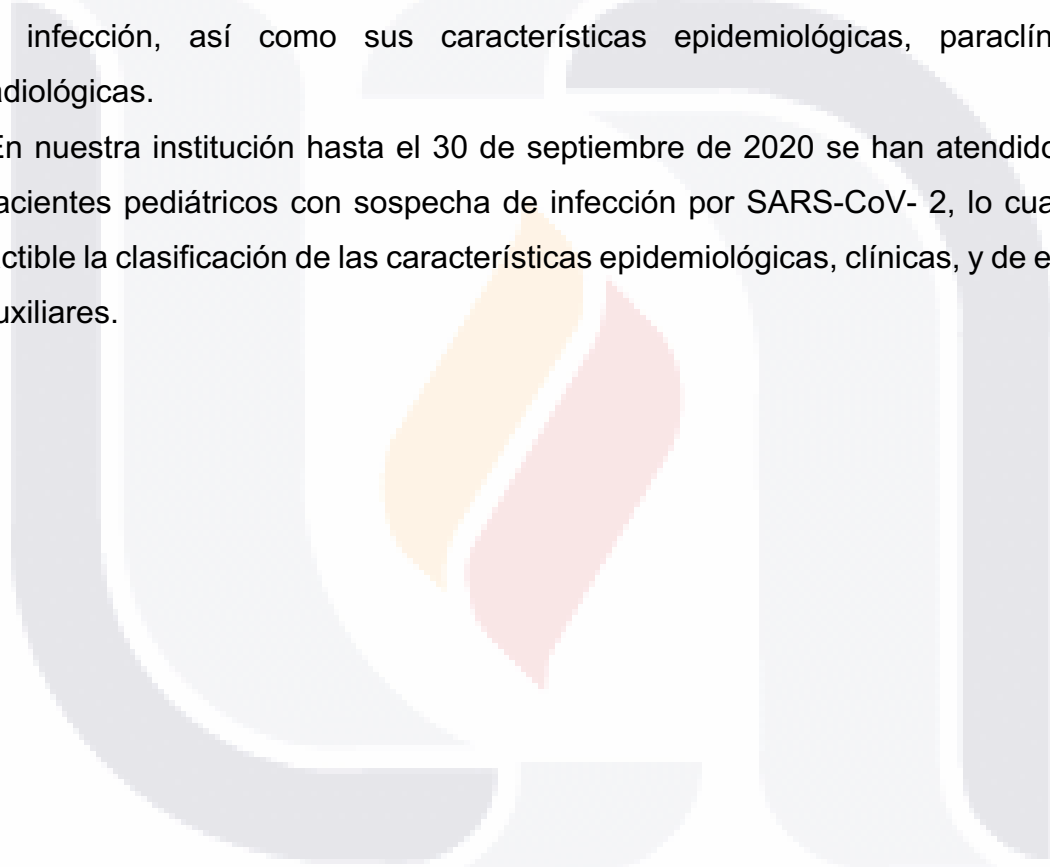 infección, así como sus características epidemiológicas, paraclín
adiológicas.
En nuestra institución hasta el 30 de septiembre de 2020 se han atendido
acientes pediátricos con sospecha de infección por SARS-CoV- 2, lo cua
ctible la clasificación de las características epidemiológicas, clínicas, y de e
uxiliares.